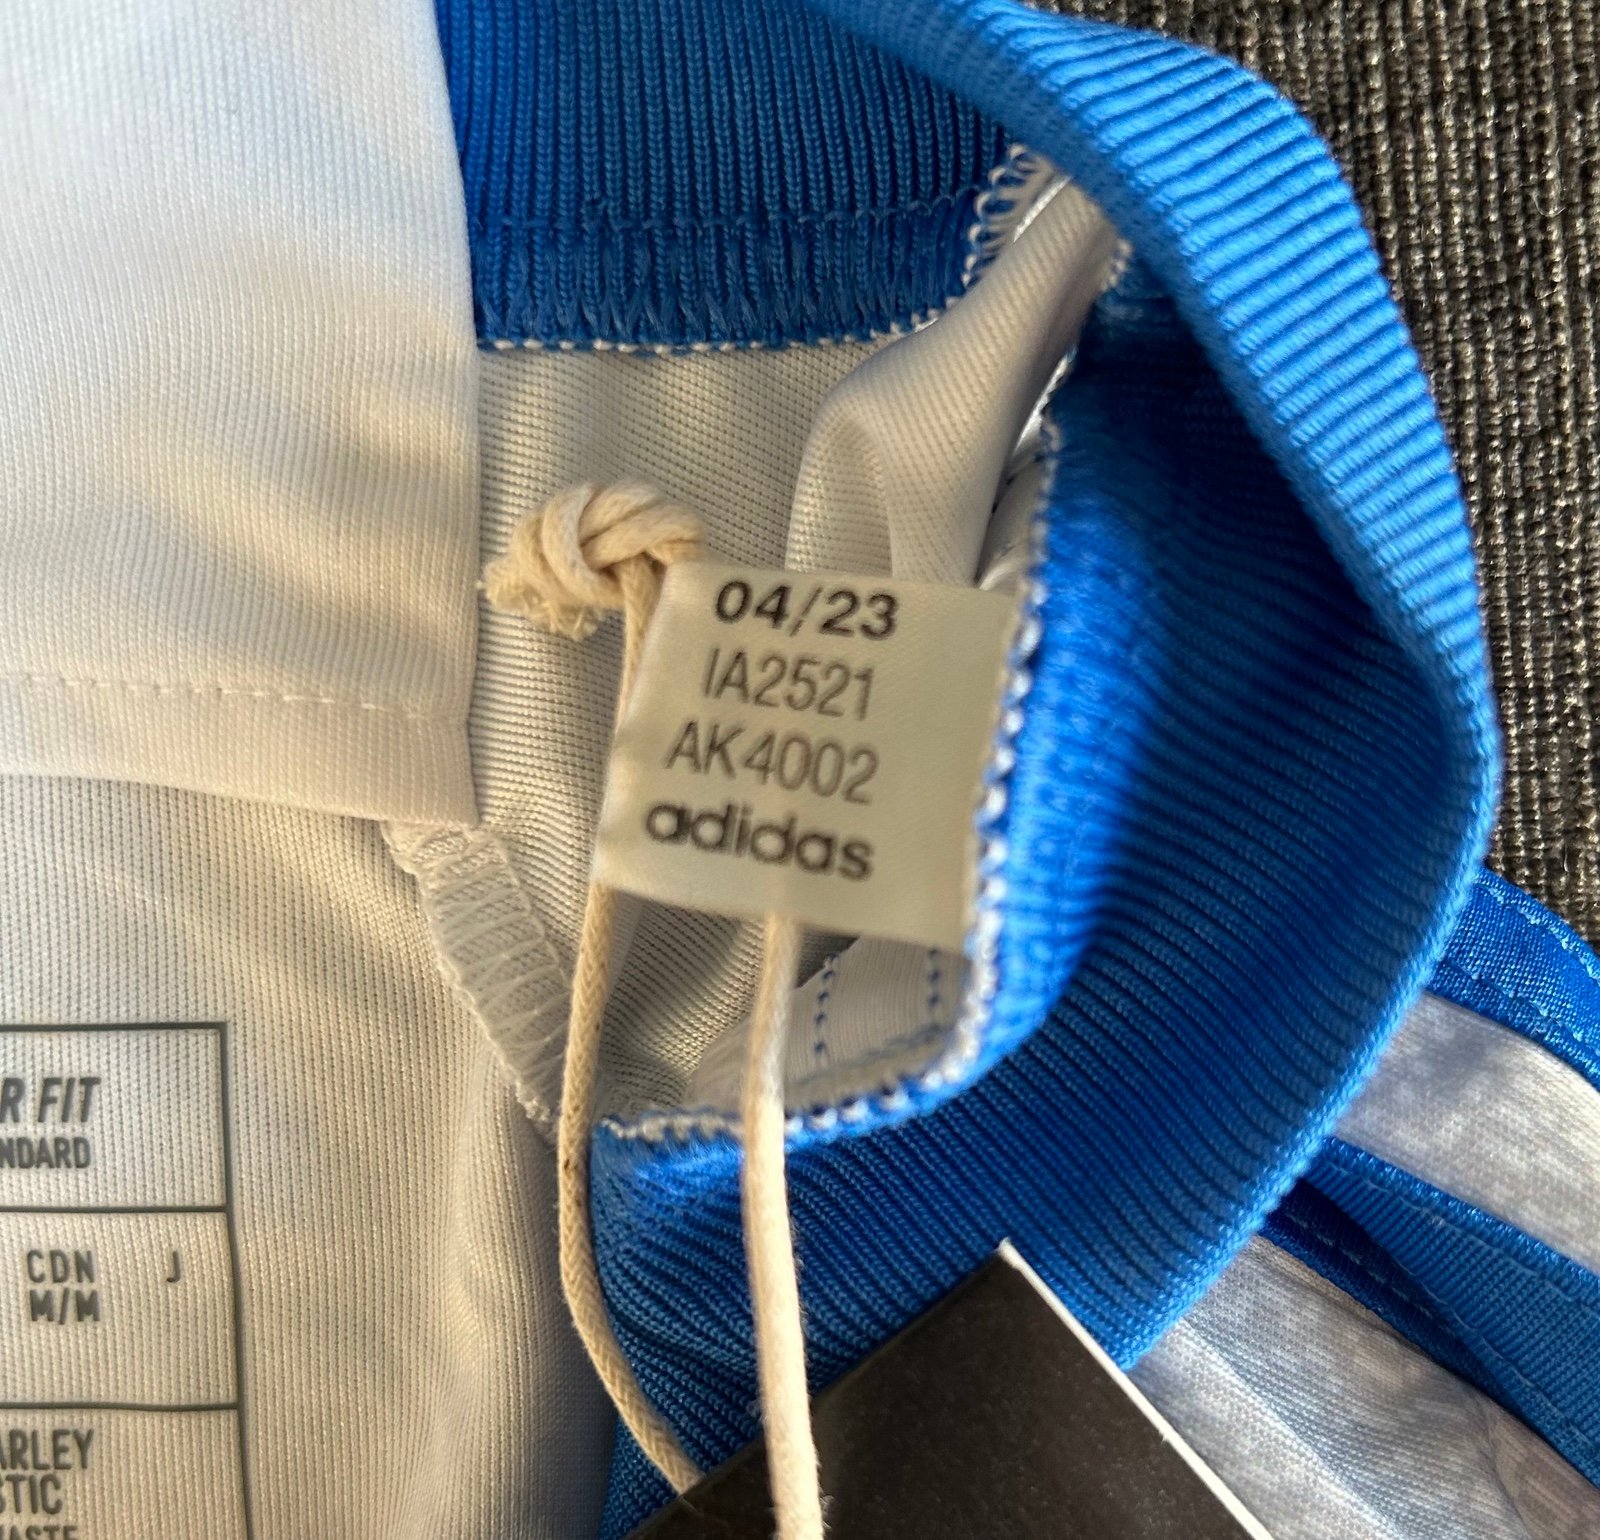 04/23
IA2521
AK4002
adidas
R FIT
NDARD
CDN J
M/M
ARLEY
STIC